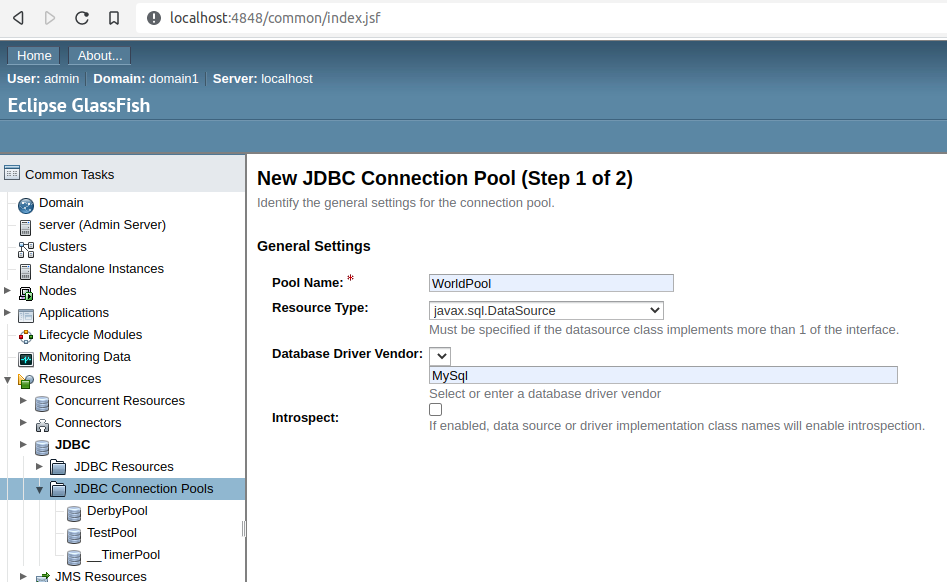 localhost:4848/common/index.jsf
Home About...
User: admin Domain: domain1 Server: localhost
Eclipse GlassFish
Common Tasks
Domain
server (Admin Server)
Clusters
Standalone Instances
Nodes
Applications
Lifecycle Modules
Monitoring Data
Resources
Concurrent Resources
Connectors
JDBC
JDBC Resources
JDBC Connection Pools
DerbyPool
TestPool
__TimerPool
JMS Resources
New JDBC Connection Pool (Step 1 of 2)
Identify the general settings for the connection pool.
General Settings
Pool Name: * WorldPool
Resource Type: javax.sql.DataSource
Must be specified if the datasource class implements more than 1 of the interface.
Database Driver Vendor:
MySql
Select or enter a database driver vendor
Introspect:
If enabled, data source or driver implementation class names will enable introspection.